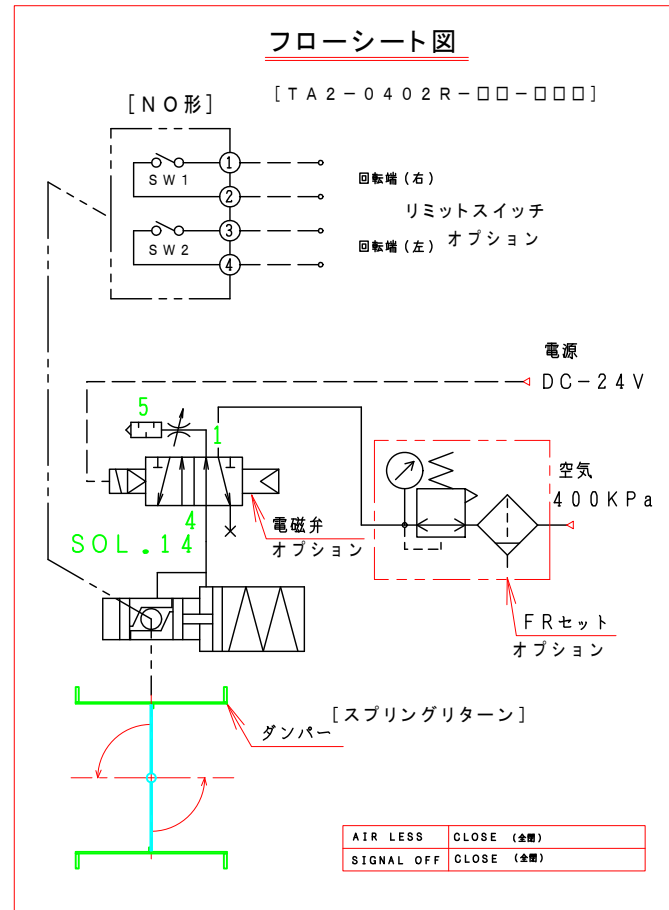 フローシート図
[NO形]
[TA2-0402R-□□-□□□]
1
SW1
2
回転端(右)
リミットスイッチ
オプション
3
SW2
4
回転端(左)
電源
DC-24V
5
1
空気
400KPa
4
電磁弁
オプション
SOL.14
FRセット
オプション
[スプリングリターン]
ダンパー
AIR LESS CLOSE (全閉)
SIGNAL OFF CLOSE (全閉)